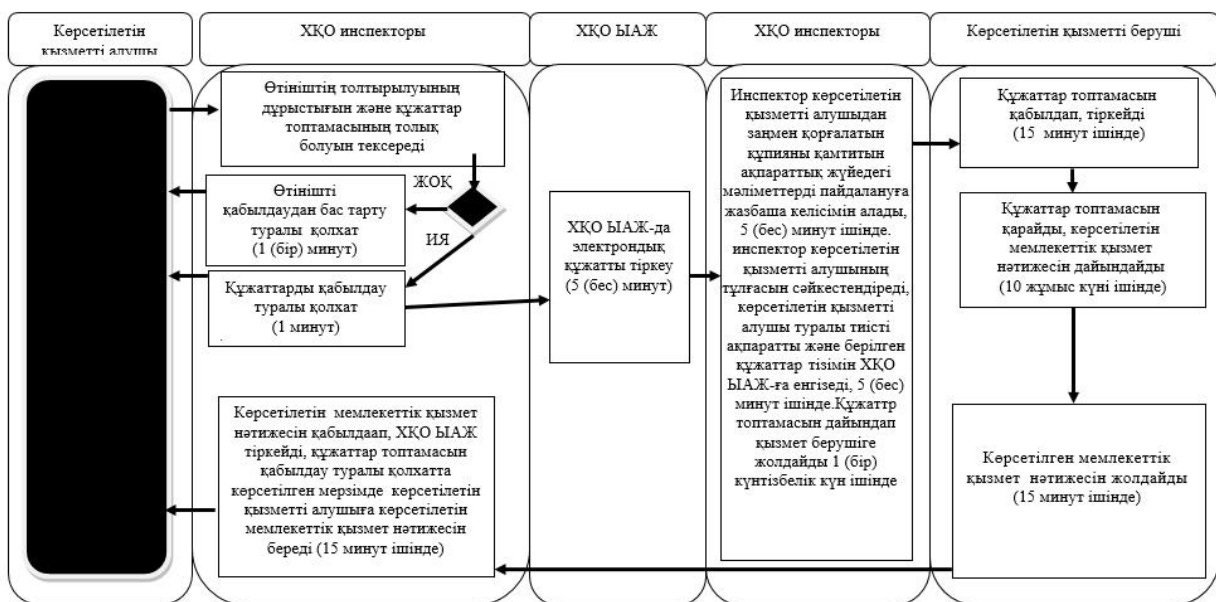 Көрсетілетін
қызметті алушы
ХҚО инспекторы
ХҚО ЫАЖ
ХҚО инспекторы
Көрсетілетін қызметті беруші
Өтініштің толтырылуының
дұрыстығын және құжаттар
топтамасының толық
болуын тексереді
ЖОҚ
Өтінішті
қабылдаудан бас тарту
туралы қолхат
(1 (бір) минут)
ИЯ
Құжаттарды қабылдау
туралы қолхат
(1 минут)
Көрсетілетін мемлекеттік қызмет
нәтижесін қабылдаап, ХҚО ЫАЖ
тіркейді, құжаттар топтамасын
қабылдау туралы қолхатта
көрсетілген мерзімде көрсетілетін
қызметті алушыға көрсетілетін
мемлекеттік қызмет нәтижесін
береді (15 минут ішінде)
ХҚО ЫАЖ-да
электрондық
құжатты тіркеу
(5 (бес) минут)
Инспектор көрсетілетін
қызметті алушыдан
заңмен қорғалатын
құпияны қамтитын
ақпараттық жүйедегі
мәліметтерді пайдалануға
жазбаша келісімін алады,
5 (бес) минут ішінде.
инспектор көрсетілетін
қызметті алушының
тұлғасын сәйкестендіреді,
көрсетілетін қызметті
алушы туралы тиісті
ақпаратты және берілген
құжаттар тізімін ХҚО
ЫАЖ-ға енгізеді, 5 (бес)
минут ішінде.Құжаттр
топтамасын дайындап
қызмет берушіге
жолдайды 1 (бір)
күнтізбелік күн ішінде
Құжаттар топтамасын
қабылдап, тіркейді
(15 минут ішінде)
Құжаттар топтамасын
қарайды, көрсетілетін
мемлекеттік қызмет
нәтижесін дайындайды
(10 жұмыс күні ішінде)
Көрсетілген мемлекеттік
қызмет нәтижесін жолдайды
(15 минут ішінде)